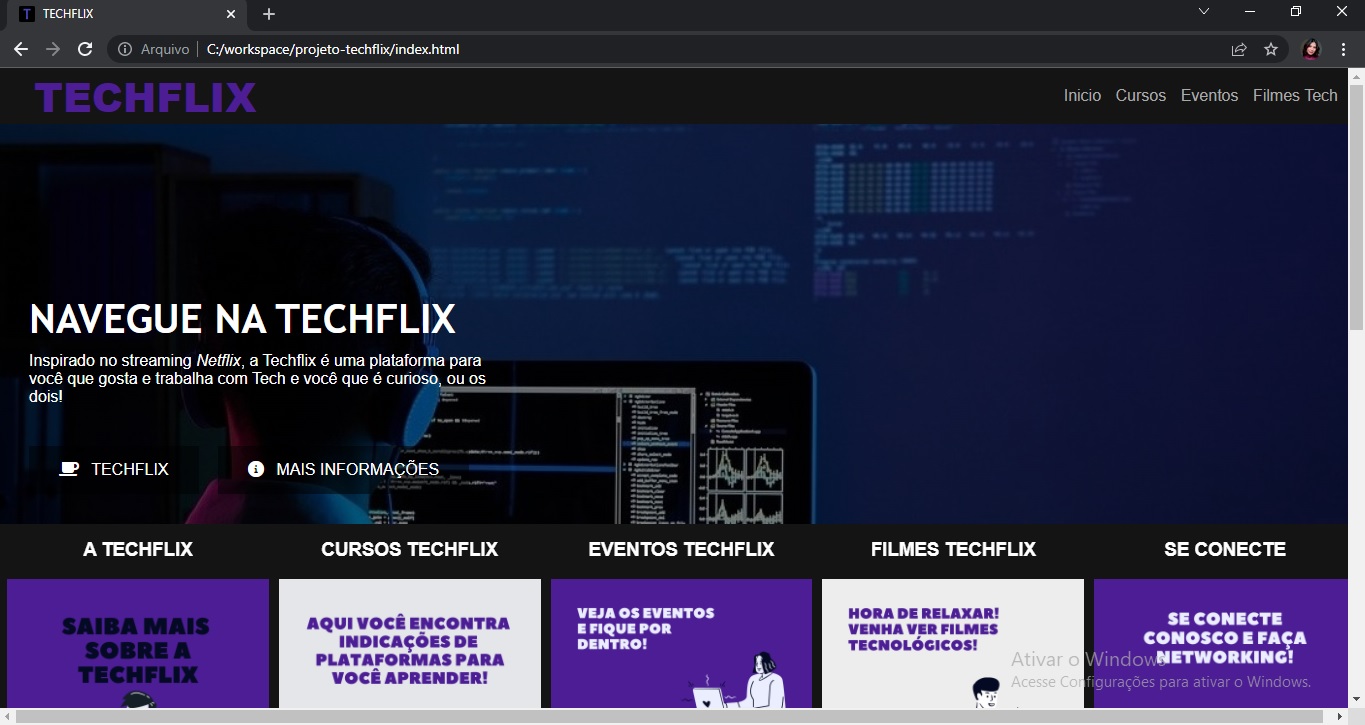 T TECHFLIX
Arquivo C:/workspace/projeto-techflix/index.html
TECHFLIX
Inicio Cursos Eventos Filmes Tech
NAVEGUE NA TECHFLIX
Inspirado no streaming Netflix, a Techflix é uma plataforma para
você que gosta e trabalha com Tech e você que é curioso, ou os
dois!
TECHFLIX
MAIS INFORMAÇÕES
A TECHFLIX
CURSOS TECHFLIX
EVENTOS TECHFLIX
FILMES TECHFLIX
SE CONECTE
SAIBA MAIS
SOBRE A
TECHFLIX
AQUI VOCÊ ENCONTRA
INDICAÇÕES DE
PLATAFORMAS PARA
VOCÊ APRENDER!
VEJA OS EVENTOS
E FIQUE POR
DENTRO!
HORA DE RELAXAR!
VENHA VER FILMES
TECNOLÓGICOS!
SE CONECTE
CONOSCO E FAÇA
NETWORKING!
Ativar o Windows
Acesse Configurações para ativar o Windows.